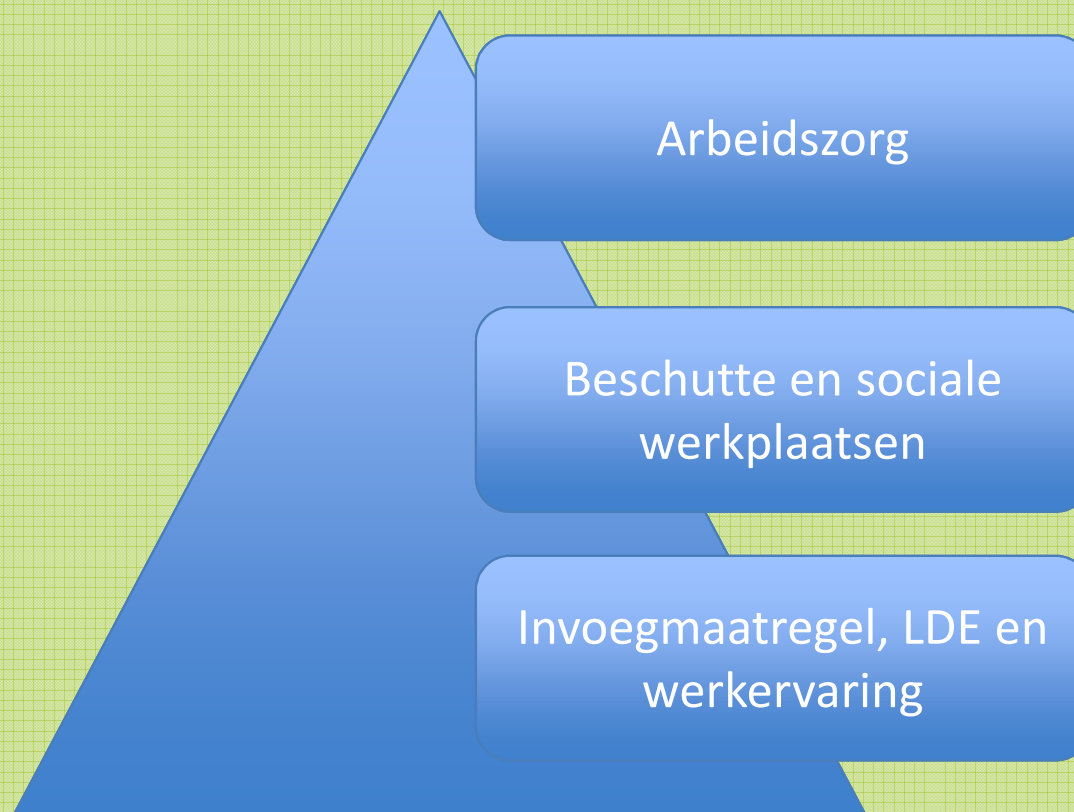 Arbeidszorg
Beschutte en sociale
werkplaatsen
Invoegmaatregel, LDE en
werkervaring